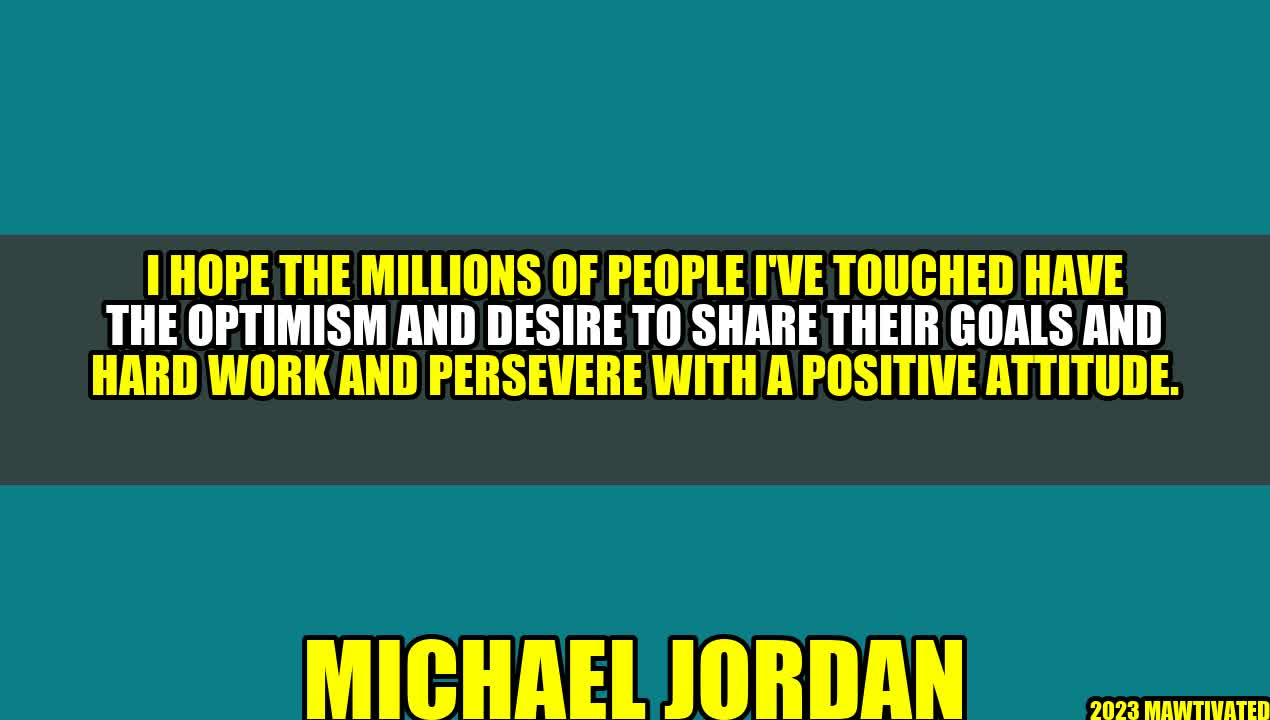 I HOPE THE MILLIONS OF PEOPLE I'VE TOUCHED HAVE
THE OPTIMISM AND DESIRE TO SHARE THEIR GOALS AND
HARD WORK AND PERSEVERE WITH A POSITIVE ATTITUDE.
MICHAEL JORDAN
2023 MAWTIVATED